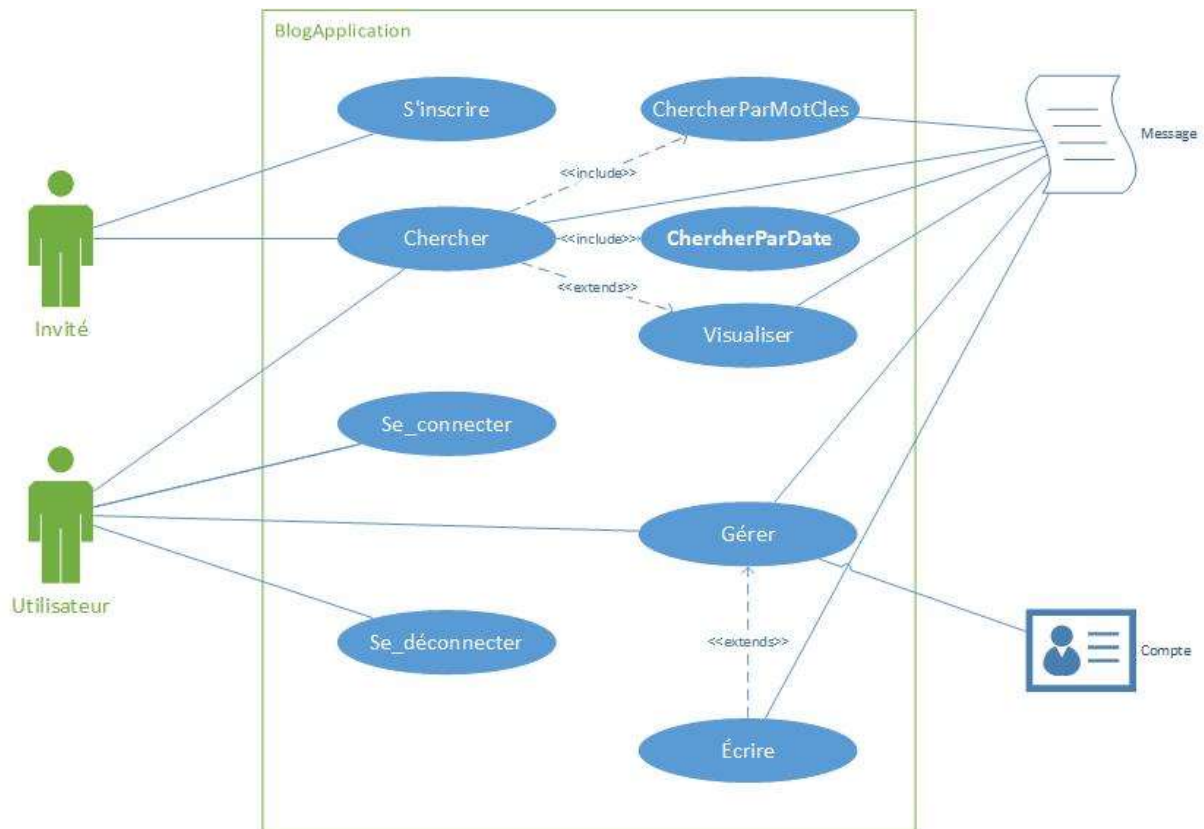 BlogApplication
S'inscrire
ChercherParMotCles
Message
<<include>>
Chercher
<<include>>
ChercherParDate
<<extends>>
Invité
Visualiser
Se_connecter
Gérer
Utilisateur
Se_déconnecter
<<extends>>
Compte
Écrire